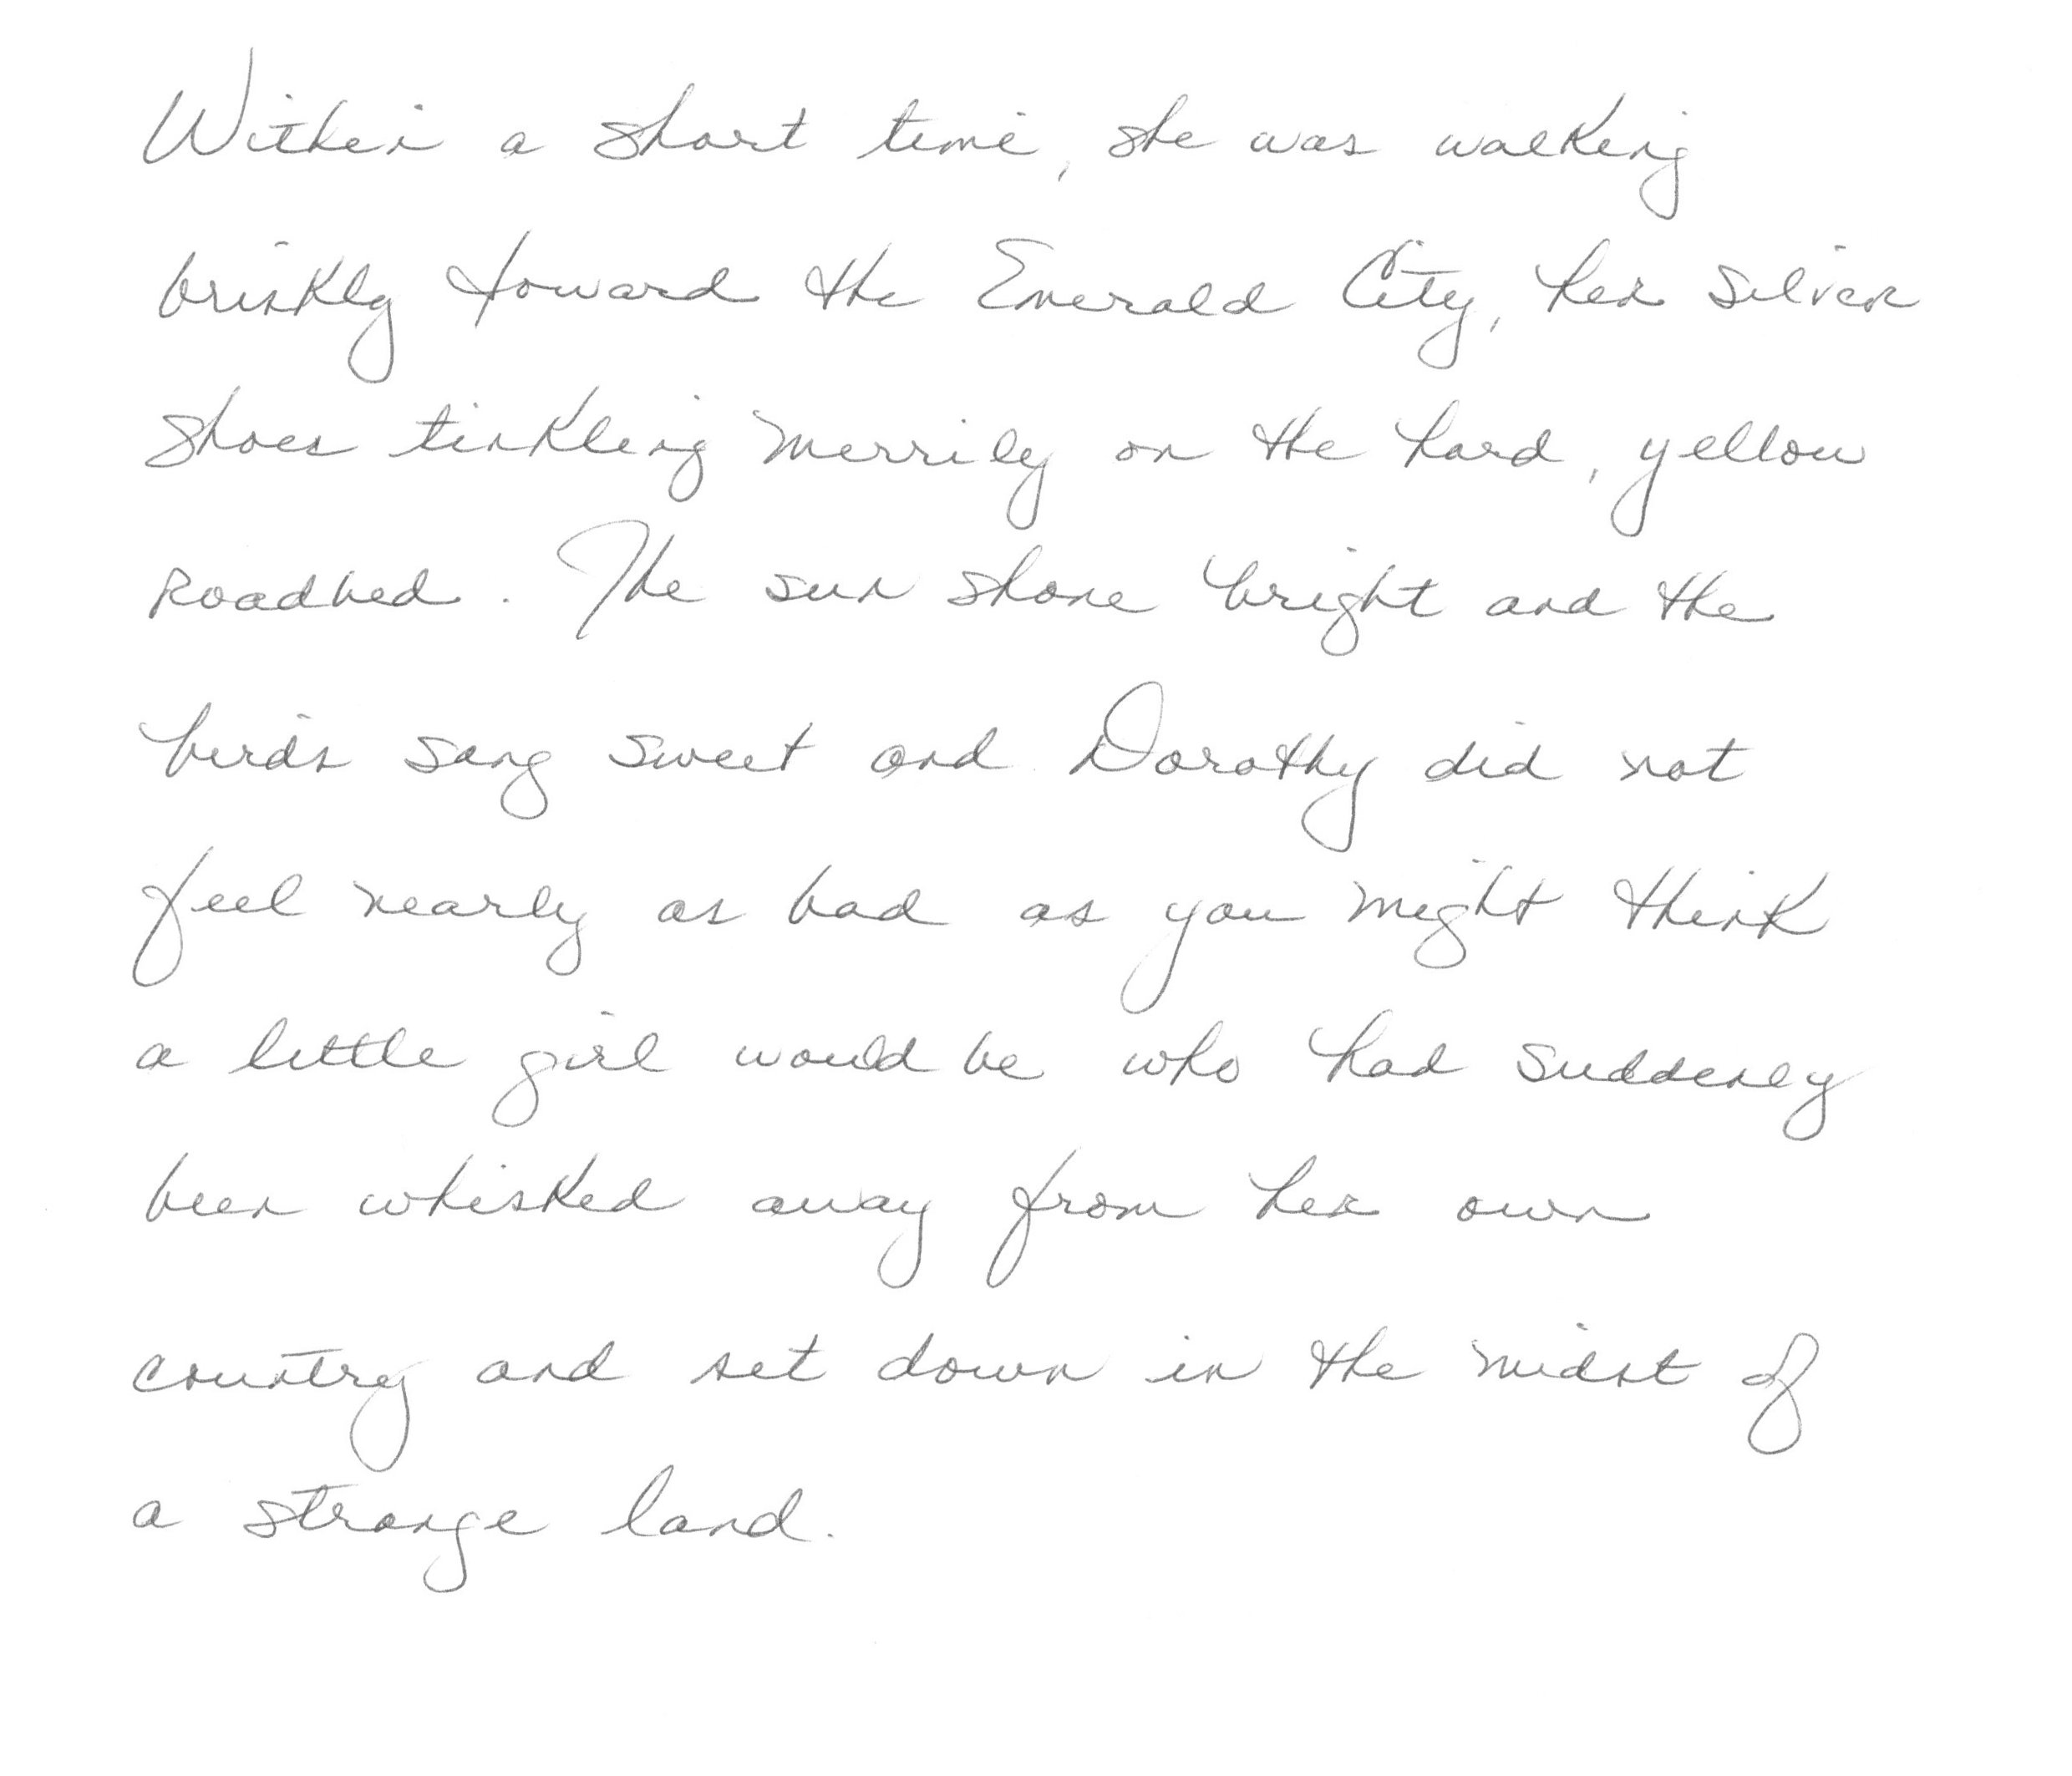 Within a short time, she was walking
briskly toward the Emerald City, her silver
shoes tinkling merrily on the hard, yellow
roadbed. The sun shone bright and the
birds sang sweet and Dorothy did not
feel nearly as bad as you might think
a little girl would be who had suddenly
been whisked away from her own
country and set down in the midst of
a strange land.